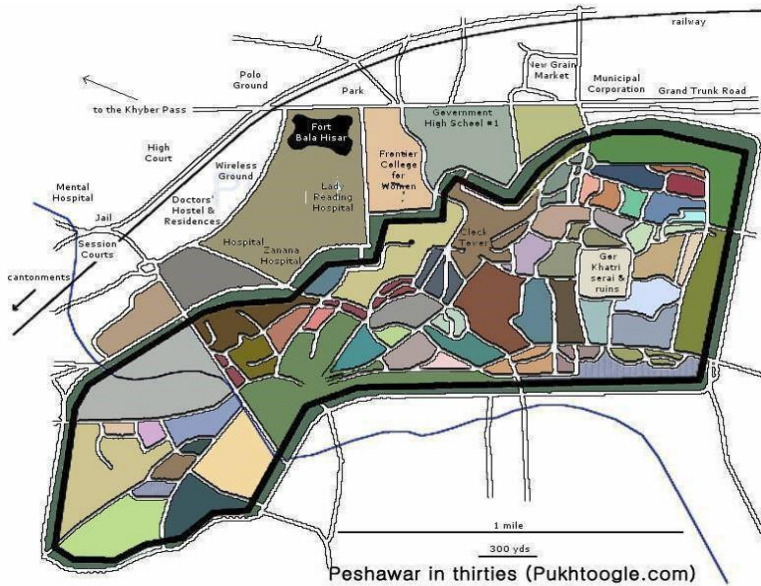 railway
New Grain
Market
Municipal
Corporation
Grand Trunk Road
Polo
Ground
Park
to the Khyber Pass
Fort
Bala Hisar
Government
High School #1
High
Court
Wireless
Ground
Frontier
College
for
Women
Mental
Hospital
Doctors'
Hostel &
Residences
Lady
Reading
Hospital
Jail
Session
Courts
Hospital
Zanana
Hospital
Clock
Tower
Gor
Khatri
serai &
ruins
cantonments
1 mile
300 yds
Peshawar in thirties (Pukhtoogle.com)